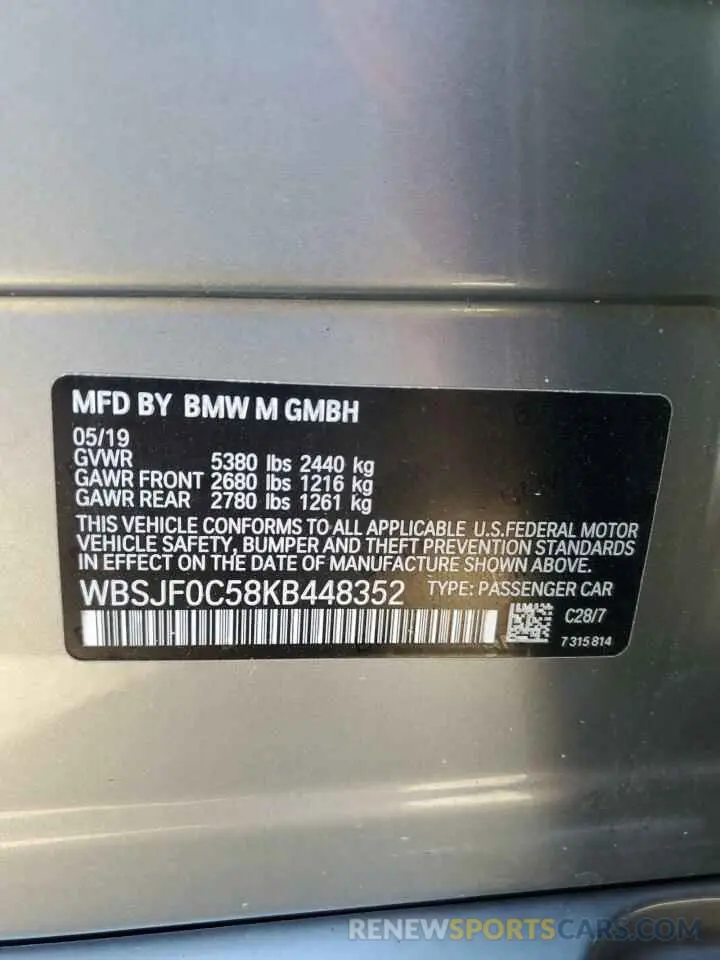 MFD BY BMW M GMBH
05/19
GVWR 5380 lbs 2440 kg
GAWR FRONT 2680 lbs 1216 kg
GAWR REAR 2780 lbs 1261 kg
THIS VEHICLE CONFORMS TO ALL APPLICABLE U.S.FEDERAL MOTOR
VEHICLE SAFETY, BUMPER AND THEFT PREVENTION STANDARDS
IN EFFECT ON THE DATE OF MANUFACTURE SHOWN ABOVE.
WBSJF0C58KB448352 TYPE: PASSENGER CAR
C28/7
7 315 814
RENEWSPORTS-CARS.COM